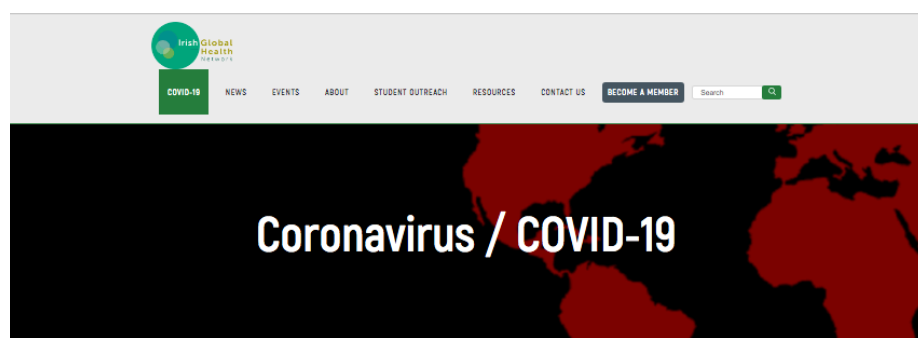 Irish Global
Health
Network
COVID-19 NEWS EVENTS ABOUT STUDENT OUTREACH RESOURCES CONTACT US BECOME A MEMBER Search
Coronavirus / COVID-19